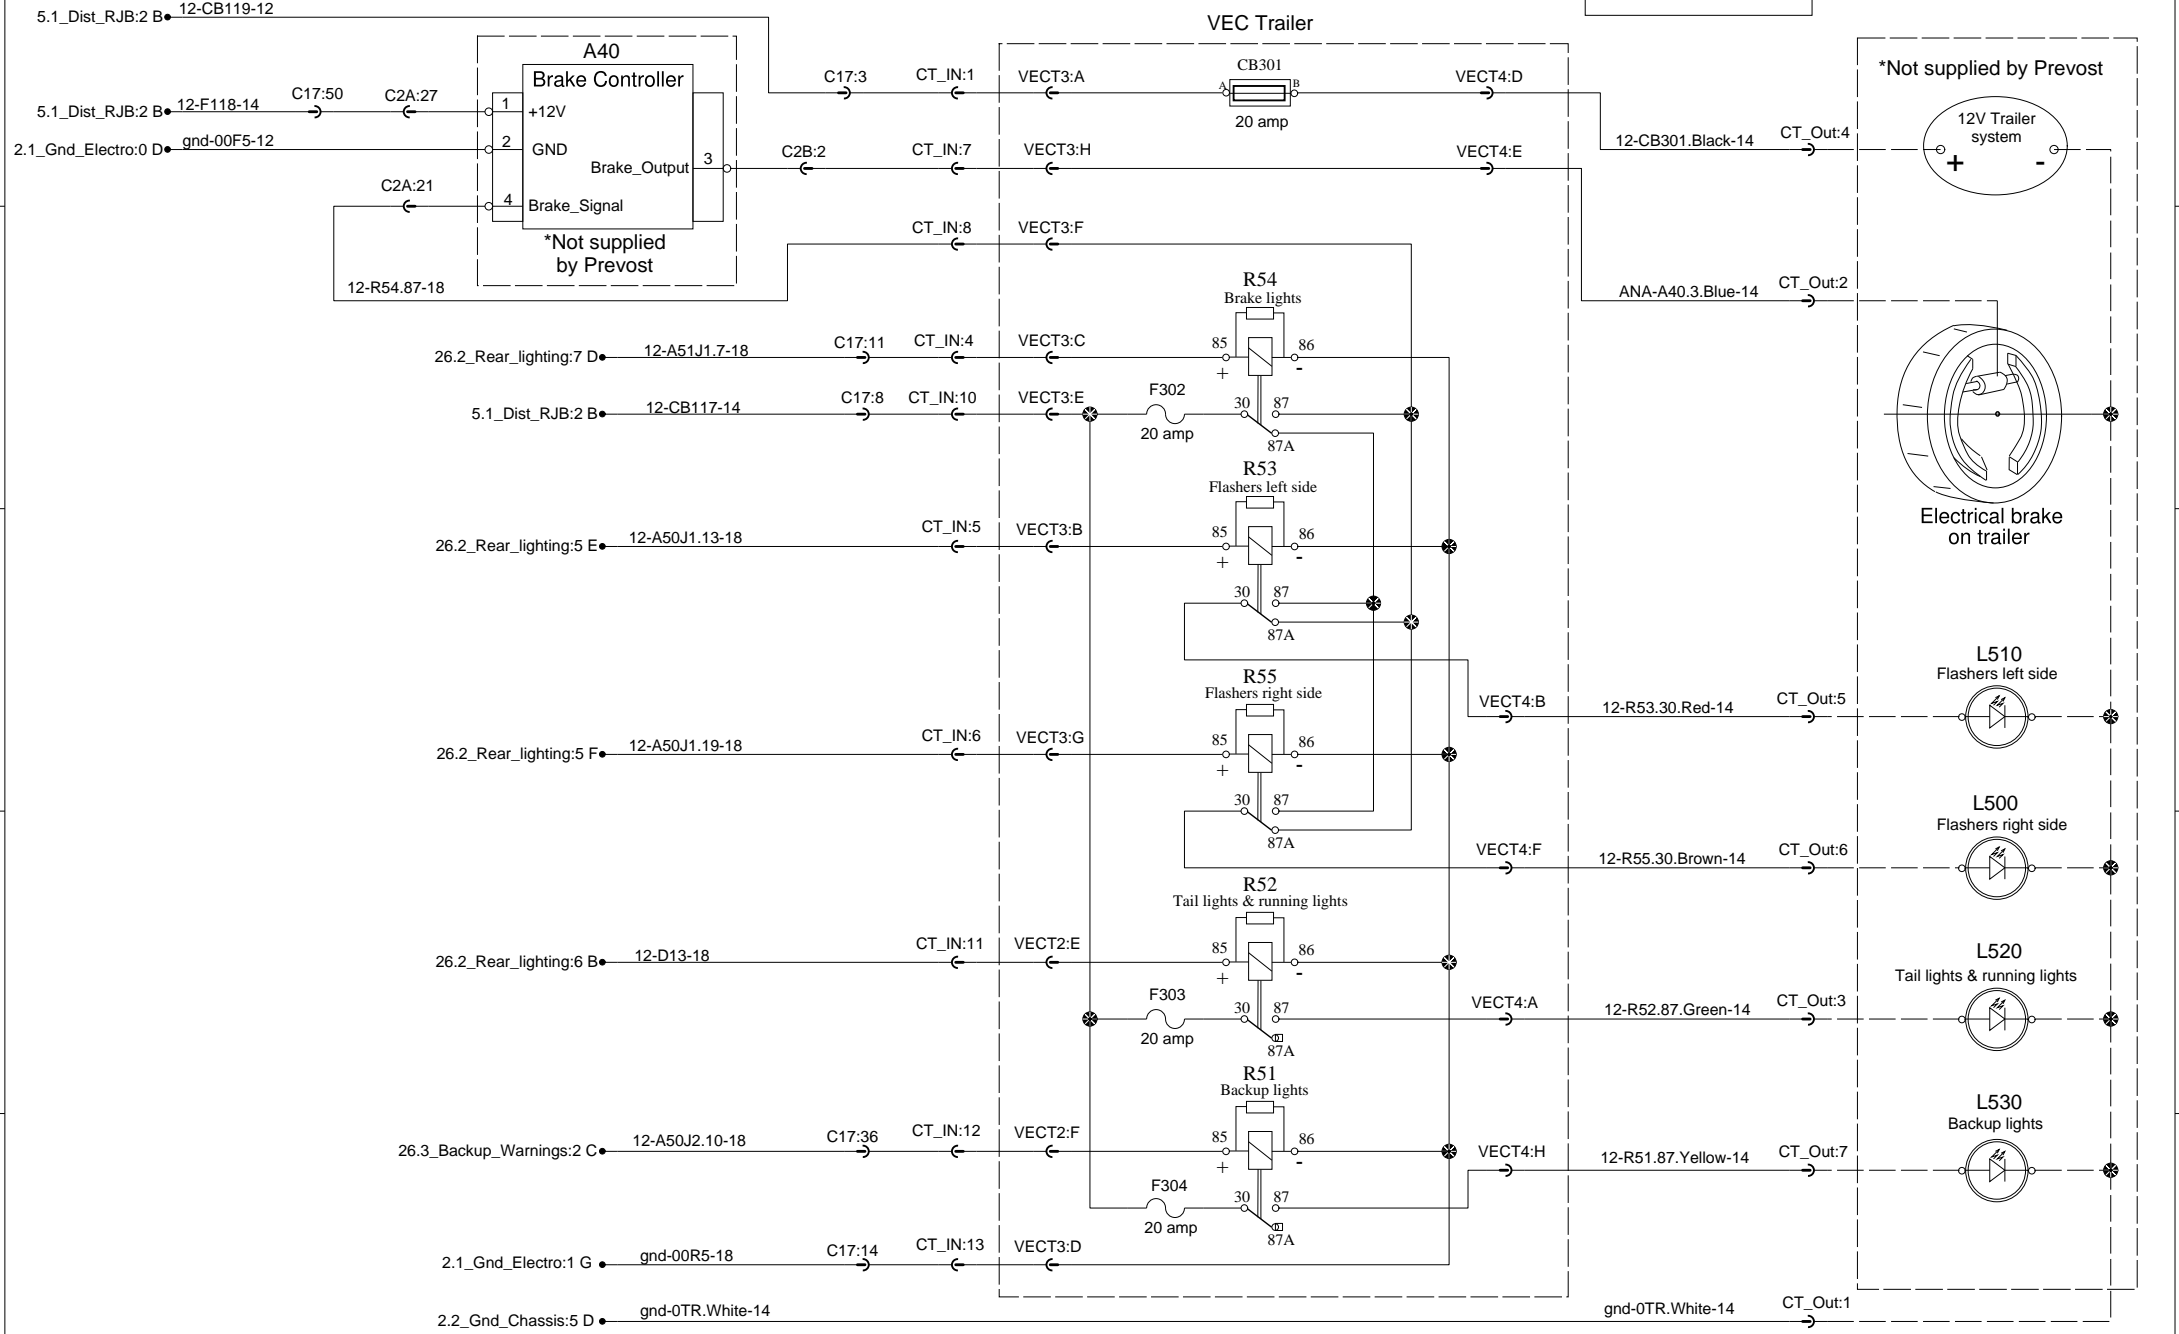 5.1_Dist_RJB:2 B
12-CB119-12
VEC Trailer
A40
Brake Controller
C17:3
CT_IN:1
VECT3:A
CB301
A
B
20 amp
VECT4:D
*Not supplied by Prevost
5.1_Dist_RJB:2 B
12-F118-14
C17:50
C2A:27
1
+12V
12V Trailer
system
+
-
12-CB301.Black-14
CT_Out:4
2.1_Gnd_Electro:0 D
gnd-00F5-12
2
GND
Brake_Output
3
C2B:2
CT_IN:7
VECT3:H
VECT4:E
C2A:21
4
Brake_Signal
*Not supplied
by Prevost
12-R54.87-18
CT_IN:8
VECT3:F
ANA-A40.3.Blue-14
CT_Out:2
R54
Brake lights
26.2_Rear_lighting:7 D
12-A51J1.7-18
C17:11
CT_IN:4
VECT3:C
85
+
86
-
5.1_Dist_RJB:2 B
12-CB117-14
C17:8
CT_IN:10
VECT3:E
F302
20 amp
30
87
87A
Electrical brake
on trailer
R53
Flashers left side
26.2_Rear_lighting:5 E
12-A50J1.13-18
CT_IN:5
VECT3:B
85
+
86
-
30
87
87A
R55
Flashers right side
VECT4:B
12-R53.30.Red-14
CT_Out:5
L510
Flashers left side
26.2_Rear_lighting:5 F
12-A50J1.19-18
CT_IN:6
VECT3:G
85
+
86
-
30
87
87A
VECT4:F
12-R55.30.Brown-14
CT_Out:6
L500
Flashers right side
R52
Tail lights & running lights
26.2_Rear_lighting:6 B
12-D13-18
CT_IN:11
VECT2:E
85
+
86
-
F303
20 amp
30
87
87A
VECT4:A
12-R52.87.Green-14
CT_Out:3
L520
Tail lights & running lights
R51
Backup lights
26.3_Backup_Warnings:2 C
12-A50J2.10-18
C17:36
CT_IN:12
VECT2:F
85
+
86
-
VECT4:H
12-R51.87.Yellow-14
CT_Out:7
L530
Backup lights
F304
20 amp
30
87
87A
2.1_Gnd_Electro:1 G
gnd-00R5-18
C17:14
CT_IN:13
VECT3:D
2.2_Gnd_Chassis:5 D
gnd-0TR.White-14
gnd-0TR.White-14
CT_Out:1